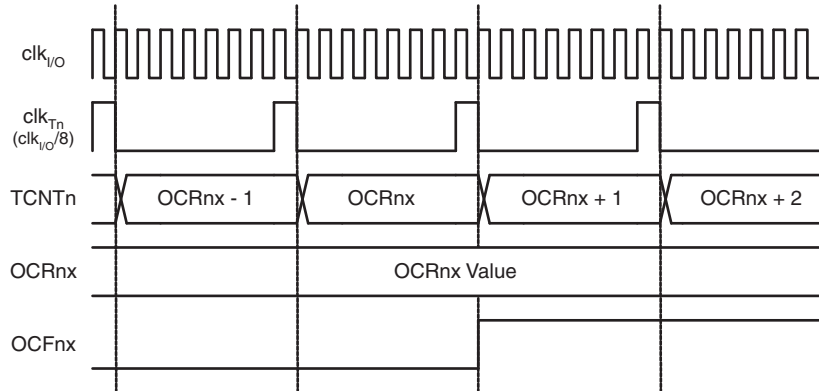 clkI/O
clkTn
(clkI/O/8)
TCNTn OCRnx - 1 OCRnx OCRnx + 1 OCRnx + 2
OCRnx OCRnx Value
OCFnx